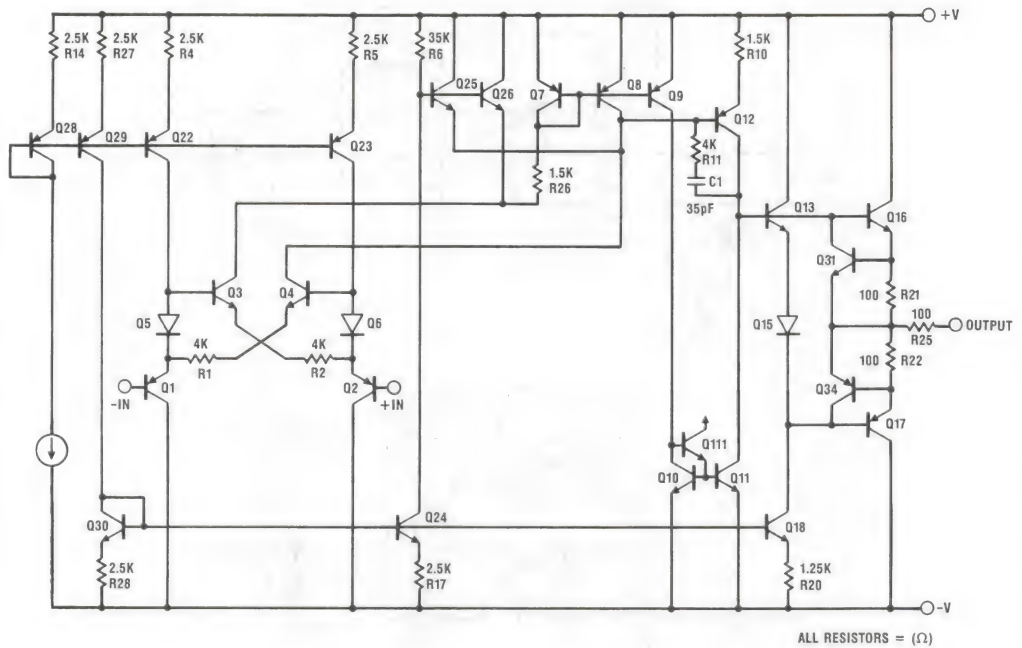 +V
2.5K
R14
2.5K
R27
2.5K
R4
2.5K
R5
35K
R6
Q25
Q26
Q7
Q8
Q9
1.5K
R10
Q28
Q29
Q22
Q23
Q12
4K
R11
C1
35pF
1.5K
R26
Q13
Q16
Q31
Q3
Q4
100
R21
Q5
Q6
Q15
100
R25
OUTPUT
4K
R1
4K
R2
100
R22
Q1
-IN
Q2
+IN
Q34
Q17
Q111
Q10
Q11
Q30
Q24
Q18
2.5K
R28
2.5K
R17
1.25K
R20
-V
ALL RESISTORS = (Ω)